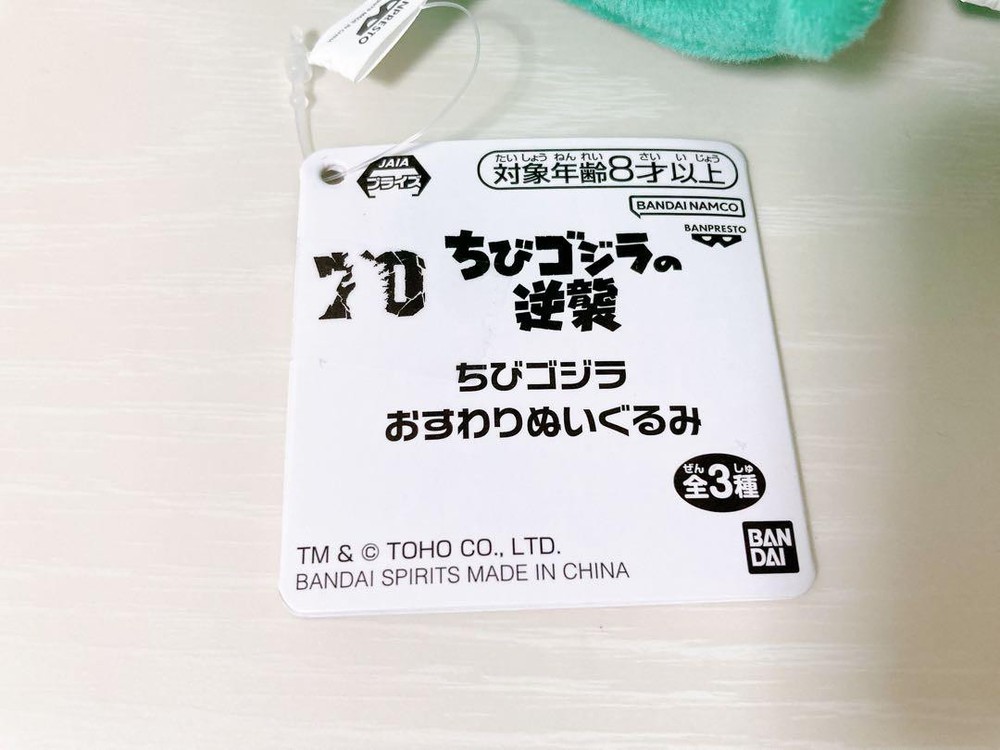 NPRESTO
JAIA
プライズ
たいしょうねんれい さい いじょう
対象年齢8才以上
BANDAI NAMCO
BANPRESTO
70
ちびゴジラの
逆襲
ちびゴジラ
おすわりぬいぐるみ
ぜん しゅ
全3種
BAN
DAI
TM & © TOHO CO., LTD.
BANDAI SPIRITS MADE IN CHINA